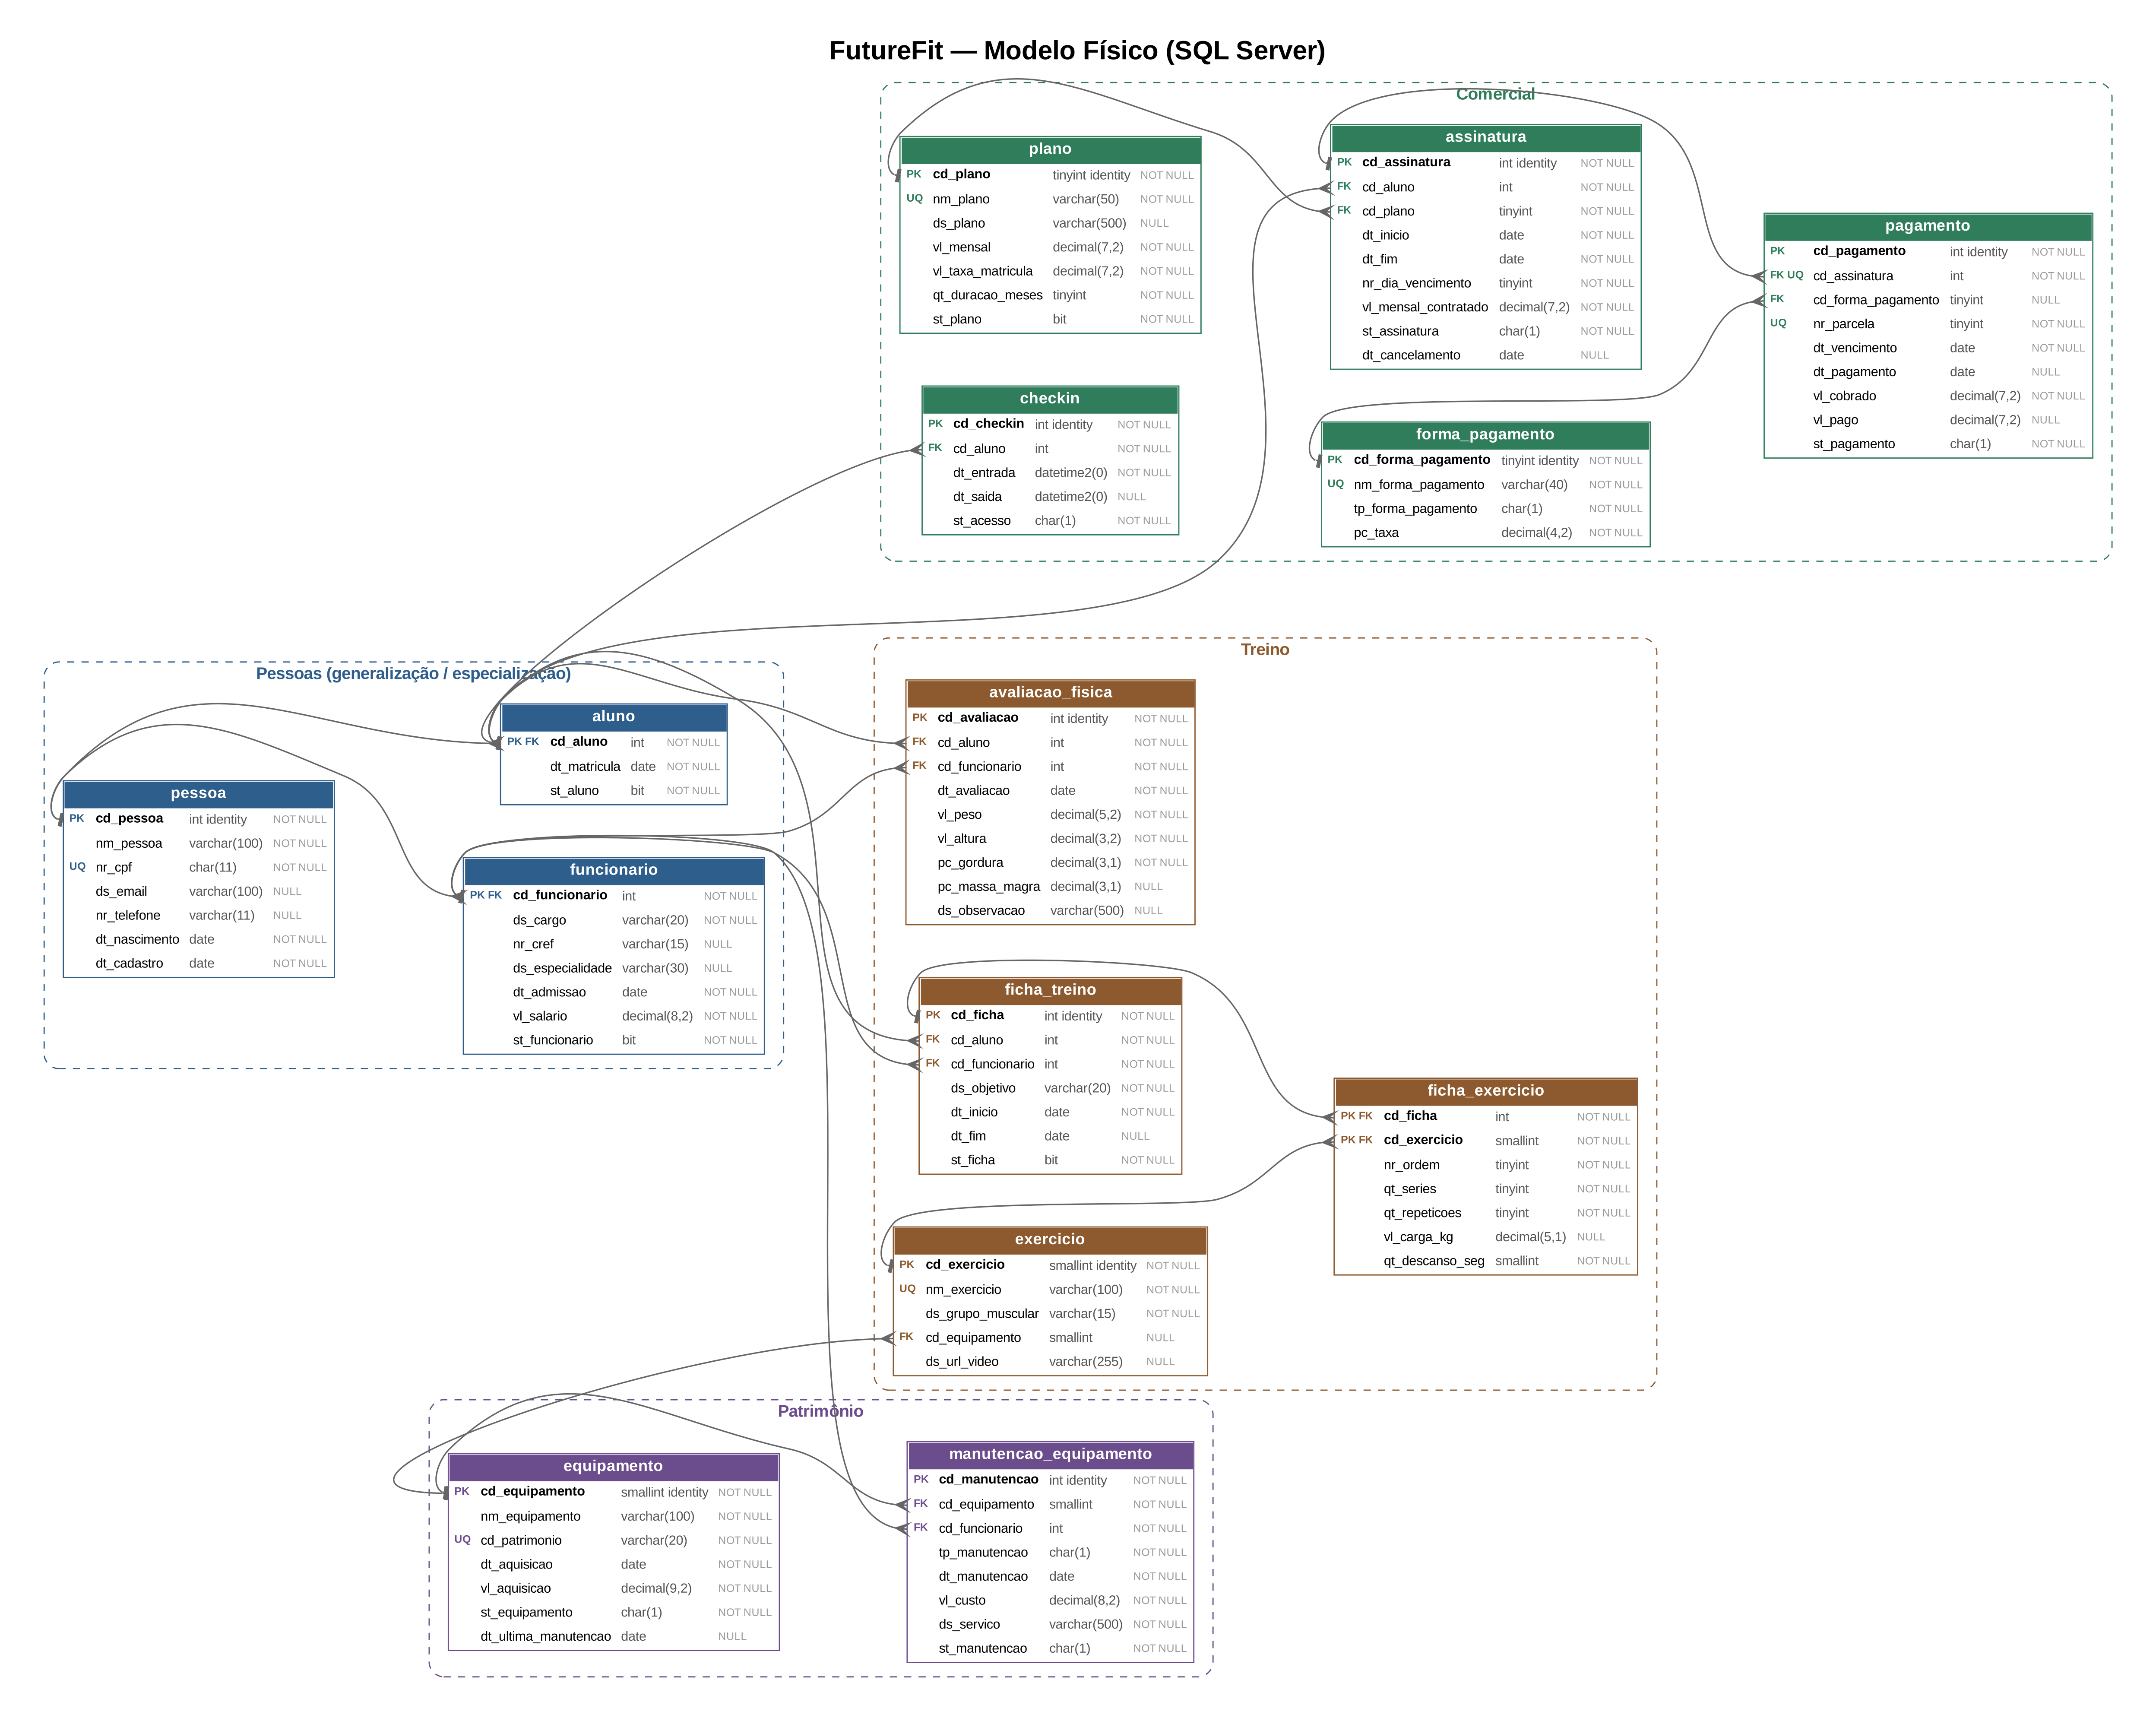 FutureFit — Modelo Físico (SQL Server)
Comercial
plano
PK cd_plano tinyint identity NOT NULL
UQ nm_plano varchar(50) NOT NULL
ds_plano varchar(500) NULL
vl_mensal decimal(7,2) NOT NULL
vl_taxa_matricula decimal(7,2) NOT NULL
qt_duracao_meses tinyint NOT NULL
st_plano bit NOT NULL
assinatura
PK cd_assinatura int identity NOT NULL
FK cd_aluno int NOT NULL
FK cd_plano tinyint NOT NULL
dt_inicio date NOT NULL
dt_fim date NOT NULL
nr_dia_vencimento tinyint NOT NULL
vl_mensal_contratado decimal(7,2) NOT NULL
st_assinatura char(1) NOT NULL
dt_cancelamento date NULL
pagamento
PK cd_pagamento int identity NOT NULL
FK UQ cd_assinatura int NOT NULL
FK cd_forma_pagamento tinyint NULL
UQ nr_parcela tinyint NOT NULL
dt_vencimento date NOT NULL
dt_pagamento date NULL
vl_cobrado decimal(7,2) NOT NULL
vl_pago decimal(7,2) NULL
st_pagamento char(1) NOT NULL
checkin
PK cd_checkin int identity NOT NULL
FK cd_aluno int NOT NULL
dt_entrada datetime2(0) NOT NULL
dt_saida datetime2(0) NULL
st_acesso char(1) NOT NULL
forma_pagamento
PK cd_forma_pagamento tinyint identity NOT NULL
UQ nm_forma_pagamento varchar(40) NOT NULL
tp_forma_pagamento char(1) NOT NULL
pc_taxa decimal(4,2) NOT NULL
Pessoas (generalização / especialização)
aluno
PK FK cd_aluno int NOT NULL
dt_matricula date NOT NULL
st_aluno bit NOT NULL
pessoa
PK cd_pessoa int identity NOT NULL
nm_pessoa varchar(100) NOT NULL
UQ nr_cpf char(11) NOT NULL
ds_email varchar(100) NULL
nr_telefone varchar(11) NULL
dt_nascimento date NOT NULL
dt_cadastro date NOT NULL
funcionario
PK FK cd_funcionario int NOT NULL
ds_cargo varchar(20) NOT NULL
nr_cref varchar(15) NULL
ds_especialidade varchar(30) NULL
dt_admissao date NOT NULL
vl_salario decimal(8,2) NOT NULL
st_funcionario bit NOT NULL
Treino
avaliacao_fisica
PK cd_avaliacao int identity NOT NULL
FK cd_aluno int NOT NULL
FK cd_funcionario int NOT NULL
dt_avaliacao date NOT NULL
vl_peso decimal(5,2) NOT NULL
vl_altura decimal(3,2) NOT NULL
pc_gordura decimal(3,1) NOT NULL
pc_massa_magra decimal(3,1) NULL
ds_observacao varchar(500) NULL
ficha_treino
PK cd_ficha int identity NOT NULL
FK cd_aluno int NOT NULL
FK cd_funcionario int NOT NULL
ds_objetivo varchar(20) NOT NULL
dt_inicio date NOT NULL
dt_fim date NULL
st_ficha bit NOT NULL
ficha_exercicio
PK FK cd_ficha int NOT NULL
PK FK cd_exercicio smallint NOT NULL
nr_ordem tinyint NOT NULL
qt_series tinyint NOT NULL
qt_repeticoes tinyint NOT NULL
vl_carga_kg decimal(5,1) NULL
qt_descanso_seg smallint NOT NULL
exercicio
PK cd_exercicio smallint identity NOT NULL
UQ nm_exercicio varchar(100) NOT NULL
ds_grupo_muscular varchar(15) NOT NULL
FK cd_equipamento smallint NULL
ds_url_video varchar(255) NULL
Patrimônio
equipamento
PK cd_equipamento smallint identity NOT NULL
nm_equipamento varchar(100) NOT NULL
UQ cd_patrimonio varchar(20) NOT NULL
dt_aquisicao date NOT NULL
vl_aquisicao decimal(9,2) NOT NULL
st_equipamento char(1) NOT NULL
dt_ultima_manutencao date NULL
manutencao_equipamento
PK cd_manutencao int identity NOT NULL
FK cd_equipamento smallint NOT NULL
FK cd_funcionario int NOT NULL
tp_manutencao char(1) NOT NULL
dt_manutencao date NOT NULL
vl_custo decimal(8,2) NOT NULL
ds_servico varchar(500) NOT NULL
st_manutencao char(1) NOT NULL